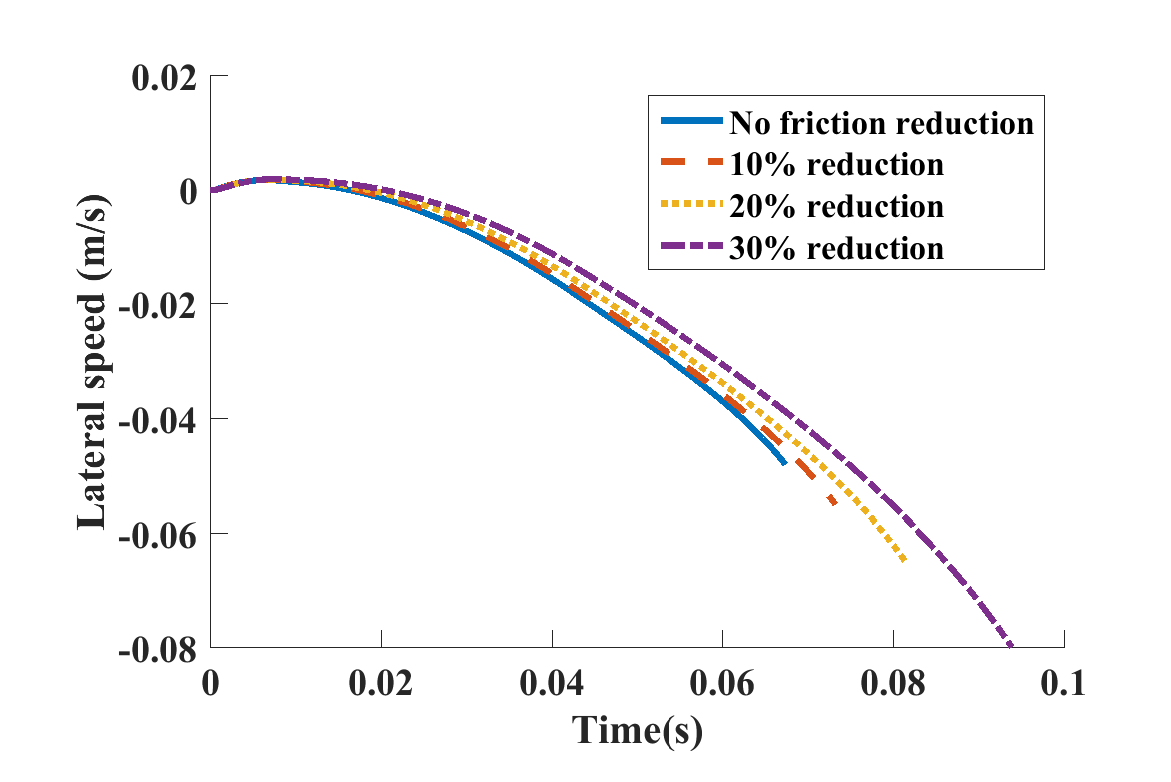 0.02
0
-0.02
-0.04
-0.06
-0.08
Lateral speed (m/s)
No friction reduction
10% reduction
20% reduction
30% reduction
0
0.02
0.04
0.06
0.08
0.1
Time(s)